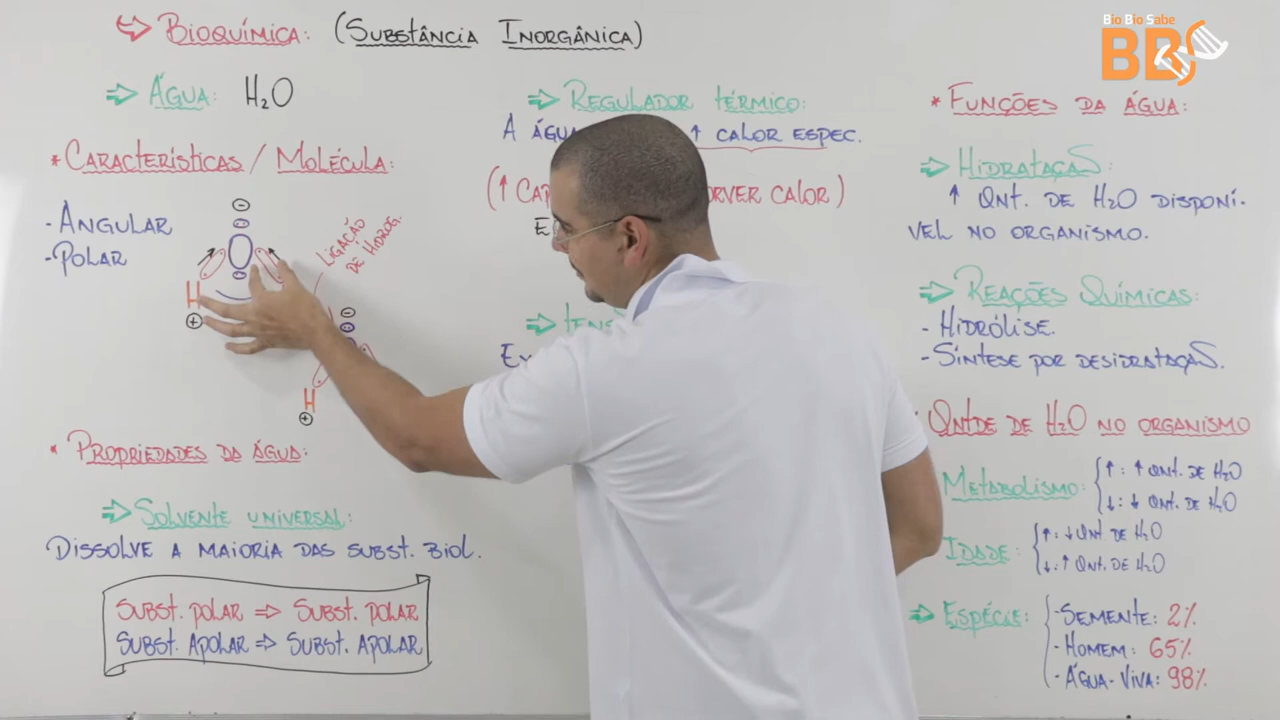 Bio Bio Sabe
BBS
BIOQUÍMICA: (SUBSTÂNCIA INORGÂNICA)
ÁGUA: H₂O
* CARACTERÍSTICAS / MOLÉCULA:
- ANGULAR
- POLAR
⊖
⊖
O
⊖
H
⊕
LIGAÇÃO
DE HIDROG.
⊖
⊖
H
⊕
* PROPRIEDADES DA ÁGUA:
⇒ SOLVENTE UNIVERSAL:
DISSOLVE A MAIORIA DAS SUBST. BIOL.
SUBST. POLAR ⇒ SUBST. POLAR
SUBST. APOLAR ⇒ SUBST. APOLAR
⇒ REGULADOR TÉRMICO:
A ÁGUA ↑ CALOR ESPEC.
(↑ CALOR)
⇒
* FUNÇÕES DA ÁGUA:
⇒ HIDRATAÇÃO:
↑ QNT. DE H₂O DISPONÍ-
VEL NO ORGANISMO.
⇒ REAÇÕES QUÍMICAS:
- HIDRÓLISE.
- SÍNTESE POR DESIDRATAÇÃO.
QNTDE DE H₂O NO ORGANISMO
METABOLISMO: ↑: ↑ QNT. DE H₂O
↓: ↓ QNT. DE H₂O
IDADE: ↑: ↓ QNT DE H₂O
↓: ↑ QNT. DE H₂O
⇒ ESPÉCIE: - SEMENTE: 2%
- HOMEM: 65%
- ÁGUA-VIVA: 98%